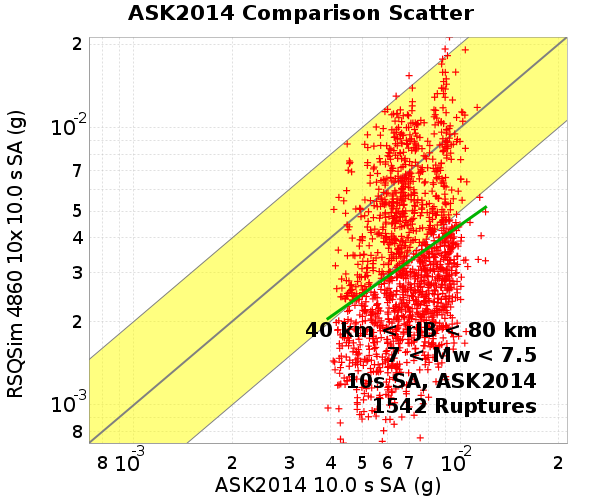 ASK2014 Comparison Scatter
RSQSim 4860 10x 10.0 s SA (g)
2
10-2
7
5
4
3
2
10-3
8
40 km < rJB < 80 km
7 < Mw < 7.5
10s SA, ASK2014
1542 Ruptures
8 10-3 2 3 4 5 6 7 10-2 2
ASK2014 10.0 s SA (g)